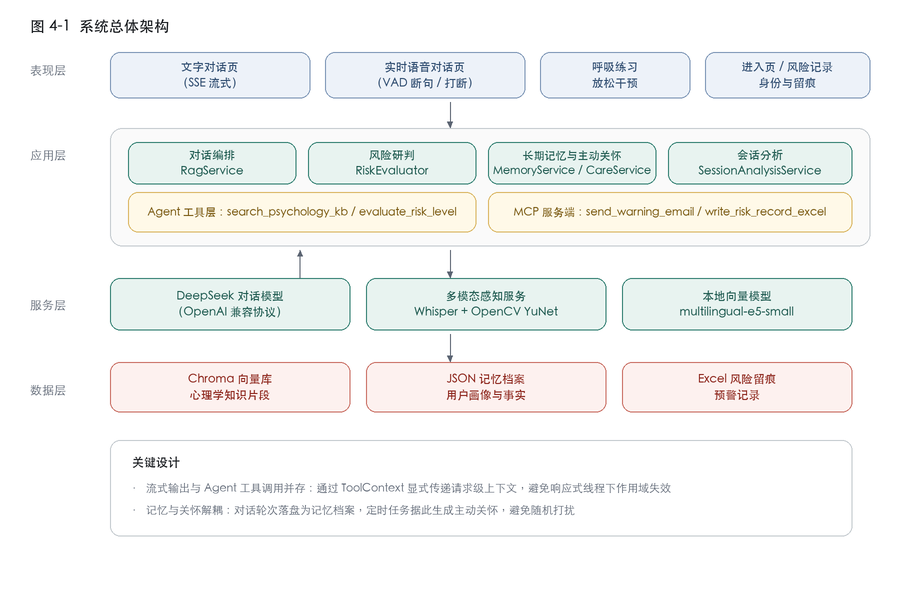 图 4-1 系统总体架构
表现层
文字对话页
（SSE 流式）
实时语音对话页
（VAD 断句 / 打断）
呼吸练习
放松干预
进入页 / 风险记录
身份与留痕
应用层
对话编排
RagService
风险研判
RiskEvaluator
长期记忆与主动关怀
MemoryService / CareService
会话分析
SessionAnalysisService
Agent 工具层：search_psychology_kb / evaluate_risk_level
MCP 服务端：send_warning_email / write_risk_record_excel
服务层
DeepSeek 对话模型
（OpenAI 兼容协议）
多模态感知服务
Whisper + OpenCV YuNet
本地向量模型
multilingual-e5-small
数据层
Chroma 向量库
心理学知识片段
JSON 记忆档案
用户画像与事实
Excel 风险留痕
预警记录
关键设计
· 流式输出与 Agent 工具调用并存：通过 ToolContext 显式传递请求级上下文，避免响应式线程下作用域失效
· 记忆与关怀解耦：对话轮次落盘为记忆档案，定时任务据此生成主动关怀，避免随机打扰